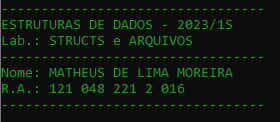 ---------------------------------
ESTRUTURAS DE DADOS - 2023/1S
Lab.: STRUCTS e ARQUIVOS
---------------------------------
Nome: MATHEUS DE LIMA MOREIRA
R.A.: 121 048 221 2 016
---------------------------------